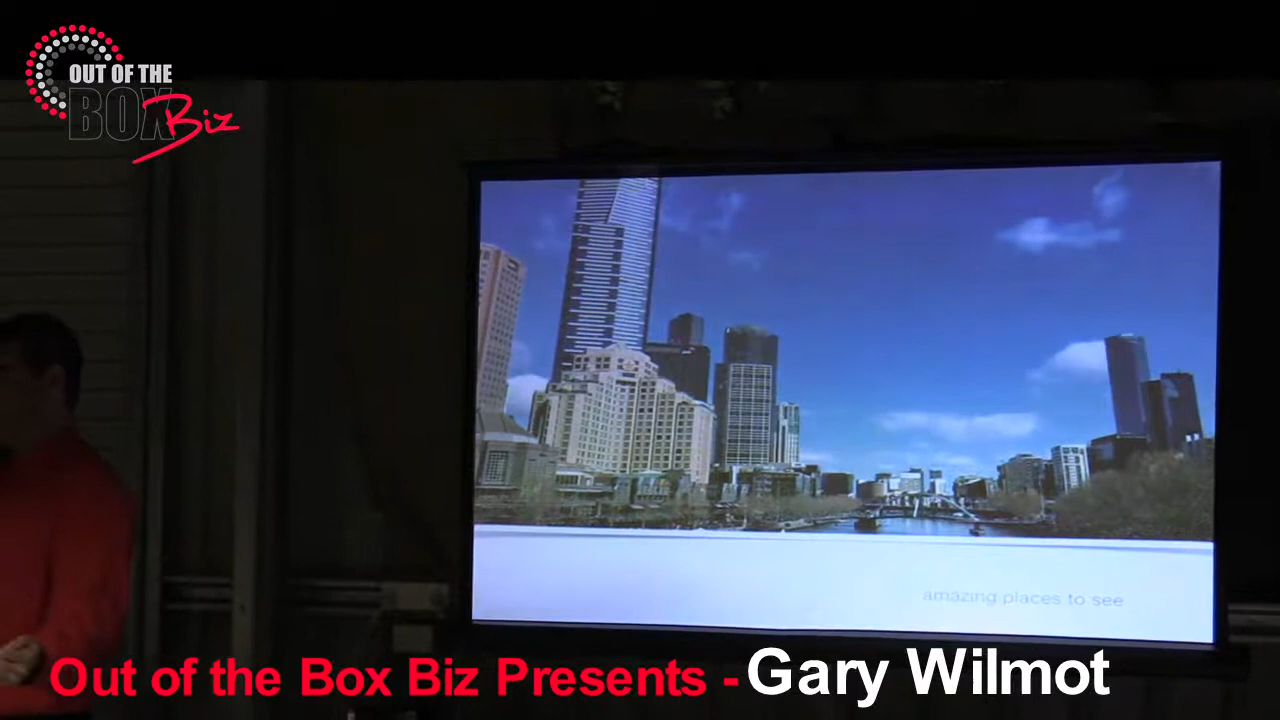 OUT OF THE
BOX Biz
amazing places to see
Out of the Box Biz Presents - Gary Wilmot